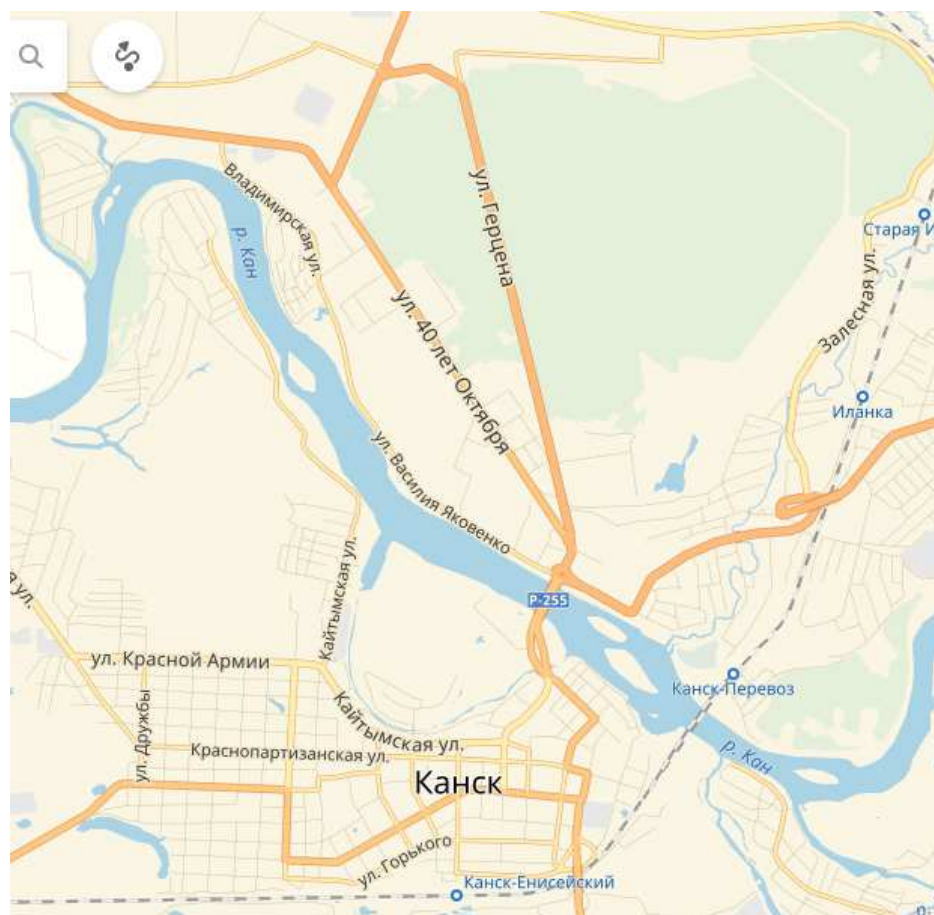 Владимирская ул.
р. Кан
ул. Герцена
Старая И
Залесная ул.
ул. 40 лет Октября
Иланка
ул. Василия Яковенко
Р-255
я ул.
Кайтымская ул.
ул. Красной Армии
Канск-Перевоз
ул. Дружбы
Кайтымская ул.
Краснопартизанская ул.
р. Кан
Канск
ул. Горького
Канск-Енисейский
р.